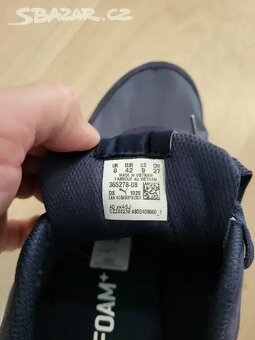 SBAZAR.CZ
UK EUR US CM
8 42 9 27
MADE IN VIETNAM
FABRIQUÉ AU VIETNAM
365278-08
DS 1020
FOAM+